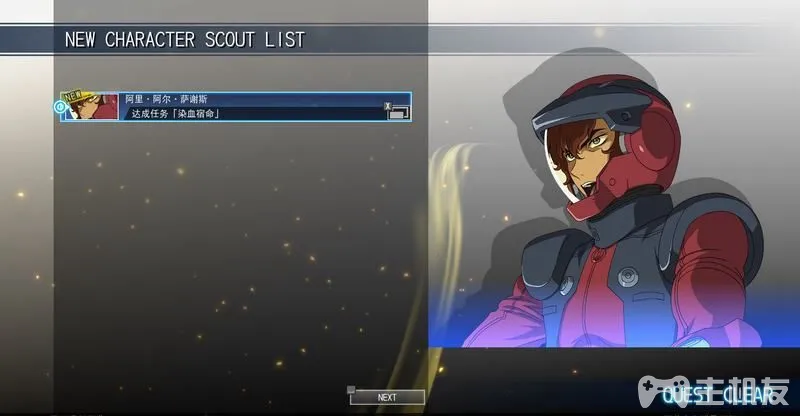 NEW CHARACTER SCOUT LIST
NEW
阿里·阿尔·萨谢斯
达成任务「染血宿命」
X
NEXT
QUEST CLEAR
主机友